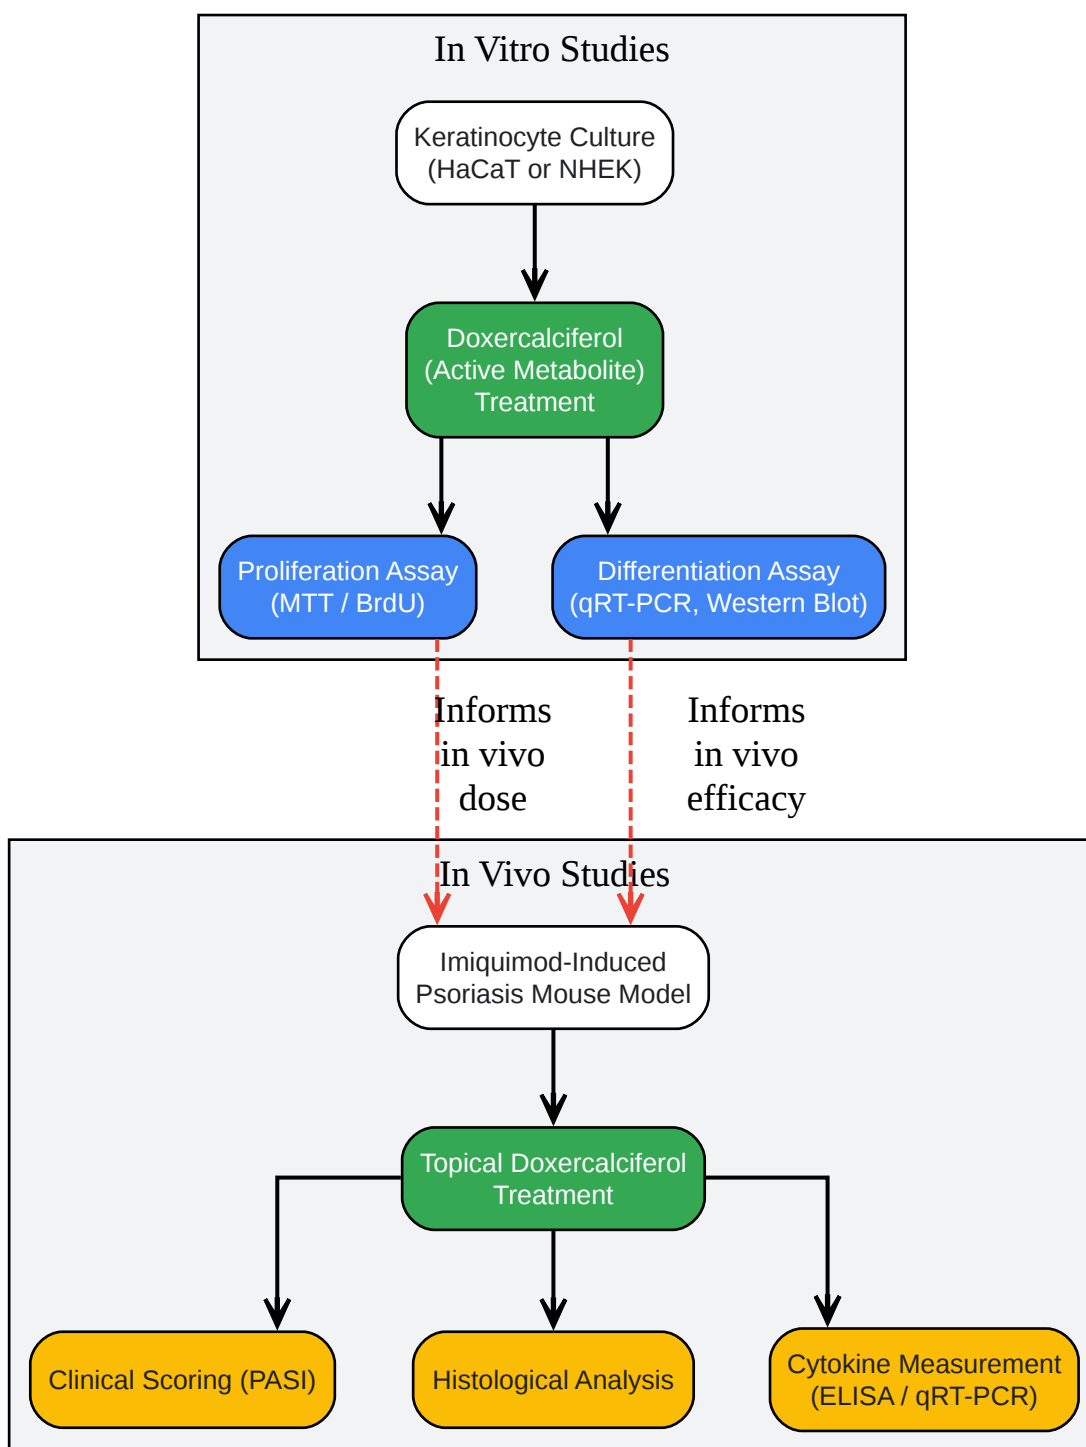 In Vitro Studies
Keratinocyte Culture
(HaCaT or NHEK)
Doxercalciferol
(Active Metabolite)
Treatment
Proliferation Assay
(MTT / BrdU)
Differentiation Assay
(qRT-PCR, Western Blot)
Informs
in vivo
dose
Informs
in vivo
efficacy
In Vivo Studies
Imiquimod-Induced
Psoriasis Mouse Model
Topical Doxercalciferol
Treatment
Clinical Scoring (PASI)
Histological Analysis
Cytokine Measurement
(ELISA / qRT-PCR)